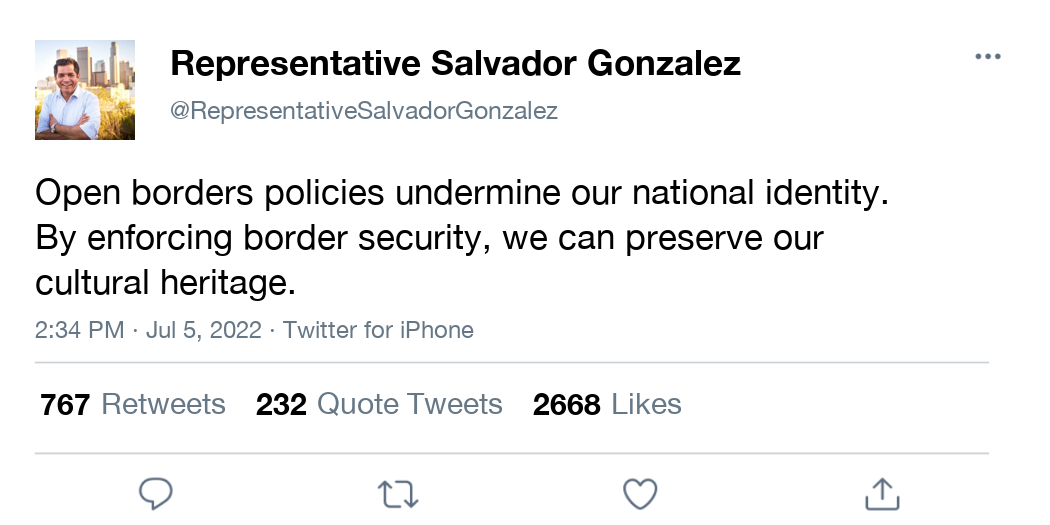 Representative Salvador Gonzalez
@RepresentativeSalvadorGonzalez
Open borders policies undermine our national identity.
By enforcing border security, we can preserve our
cultural heritage.
2:34 PM · Jul 5, 2022 · Twitter for iPhone
767 Retweets 232 Quote Tweets 2668 Likes